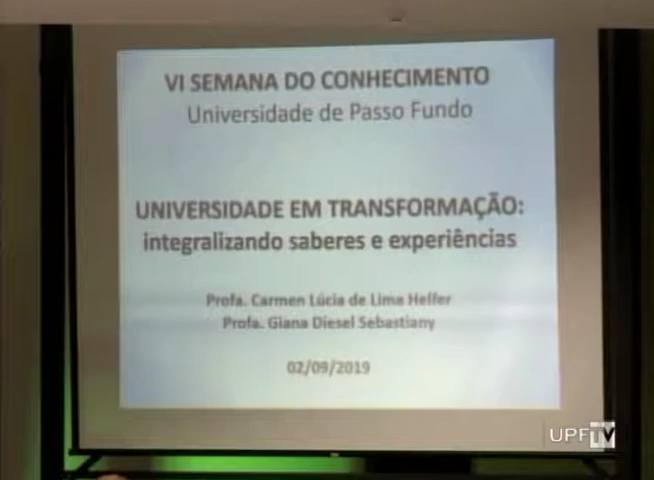 VI SEMANA DO CONHECIMENTO
Universidade de Passo Fundo
UNIVERSIDADE EM TRANSFORMAÇÃO:
integralizando saberes e experiências
Profa. Carmen Lúcia de Lima Helfer
Profa. Giana Diesel Sebastiany
02/09/2019
UPFTV